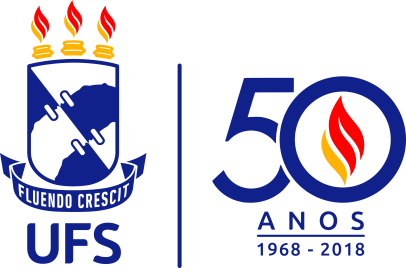 FLUENDO CRESCIT
UFS
50
ANOS
1968 - 2018